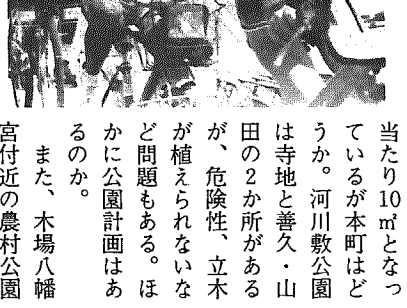 当たり10㎡となっ
ているが本町はど
うか。河川敷公園
は寺地と善久・山
田の2か所がある
が、危険性、立木
が植えられないな
ど問題もある。ほ
かに公園計画はあ
るのか。
また、木場八幡
宮付近の農村公園